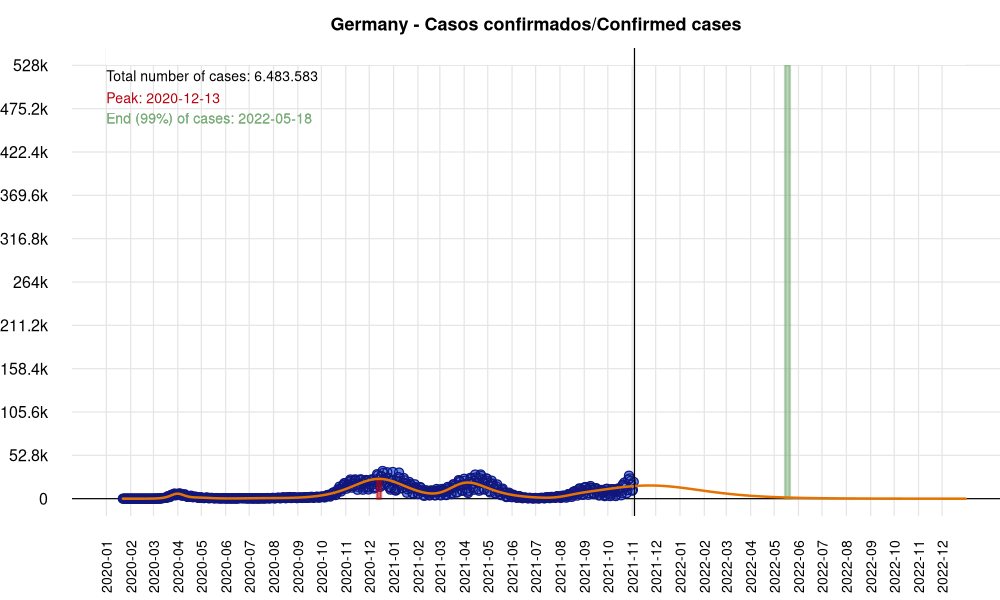 Germany - Casos confirmados/Confirmed cases
Total number of cases: 6.483.583
Peak: 2020-12-13
End (99%) of cases: 2022-05-18
528k
475.2k
422.4k
369.6k
316.8k
264k
211.2k
158.4k
105.6k
52.8k
0
2020-01
2020-02
2020-03
2020-04
2020-05
2020-06
2020-07
2020-08
2020-09
2020-10
2020-11
2020-12
2021-01
2021-02
2021-03
2021-04
2021-05
2021-06
2021-07
2021-08
2021-09
2021-10
2021-11
2021-12
2022-01
2022-02
2022-03
2022-04
2022-05
2022-06
2022-07
2022-08
2022-09
2022-10
2022-11
2022-12